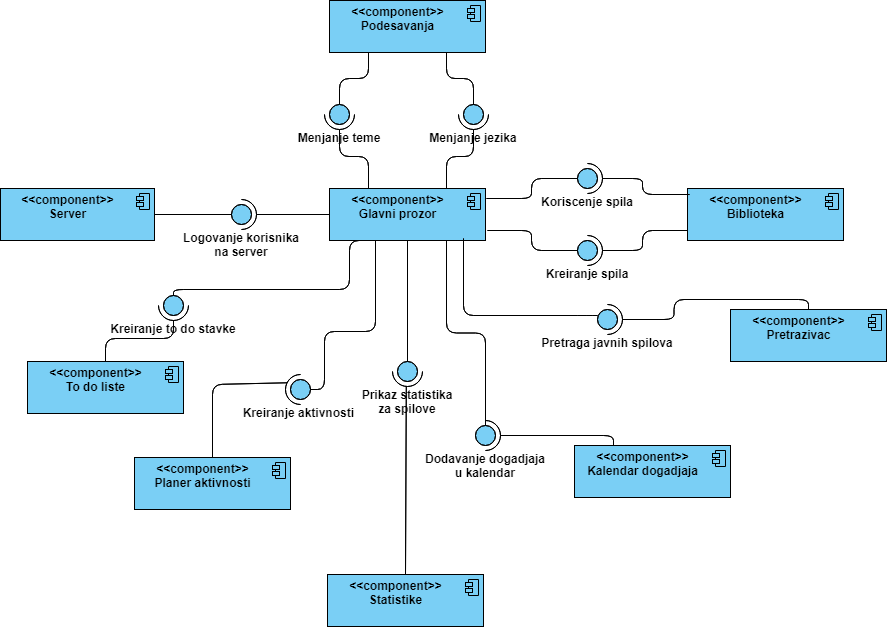 <<component>>
Podesavanja
Menjanje teme
Menjanje jezika
<<component>>
Server
<<component>>
Glavni prozor
<<component>>
Biblioteka
Koriscenje spila
Logovanje korisnika
na server
Kreiranje spila
Kreiranje to do stavke
Pretraga javnih spilova
<<component>>
Pretrazivac
<<component>>
To do liste
Kreiranje aktivnosti
Prikaz statistika
za spilove
Dodavanje dogadjaja
u kalendar
<<component>>
Kalendar dogadjaja
<<component>>
Planer aktivnosti
<<component>>
Statistike